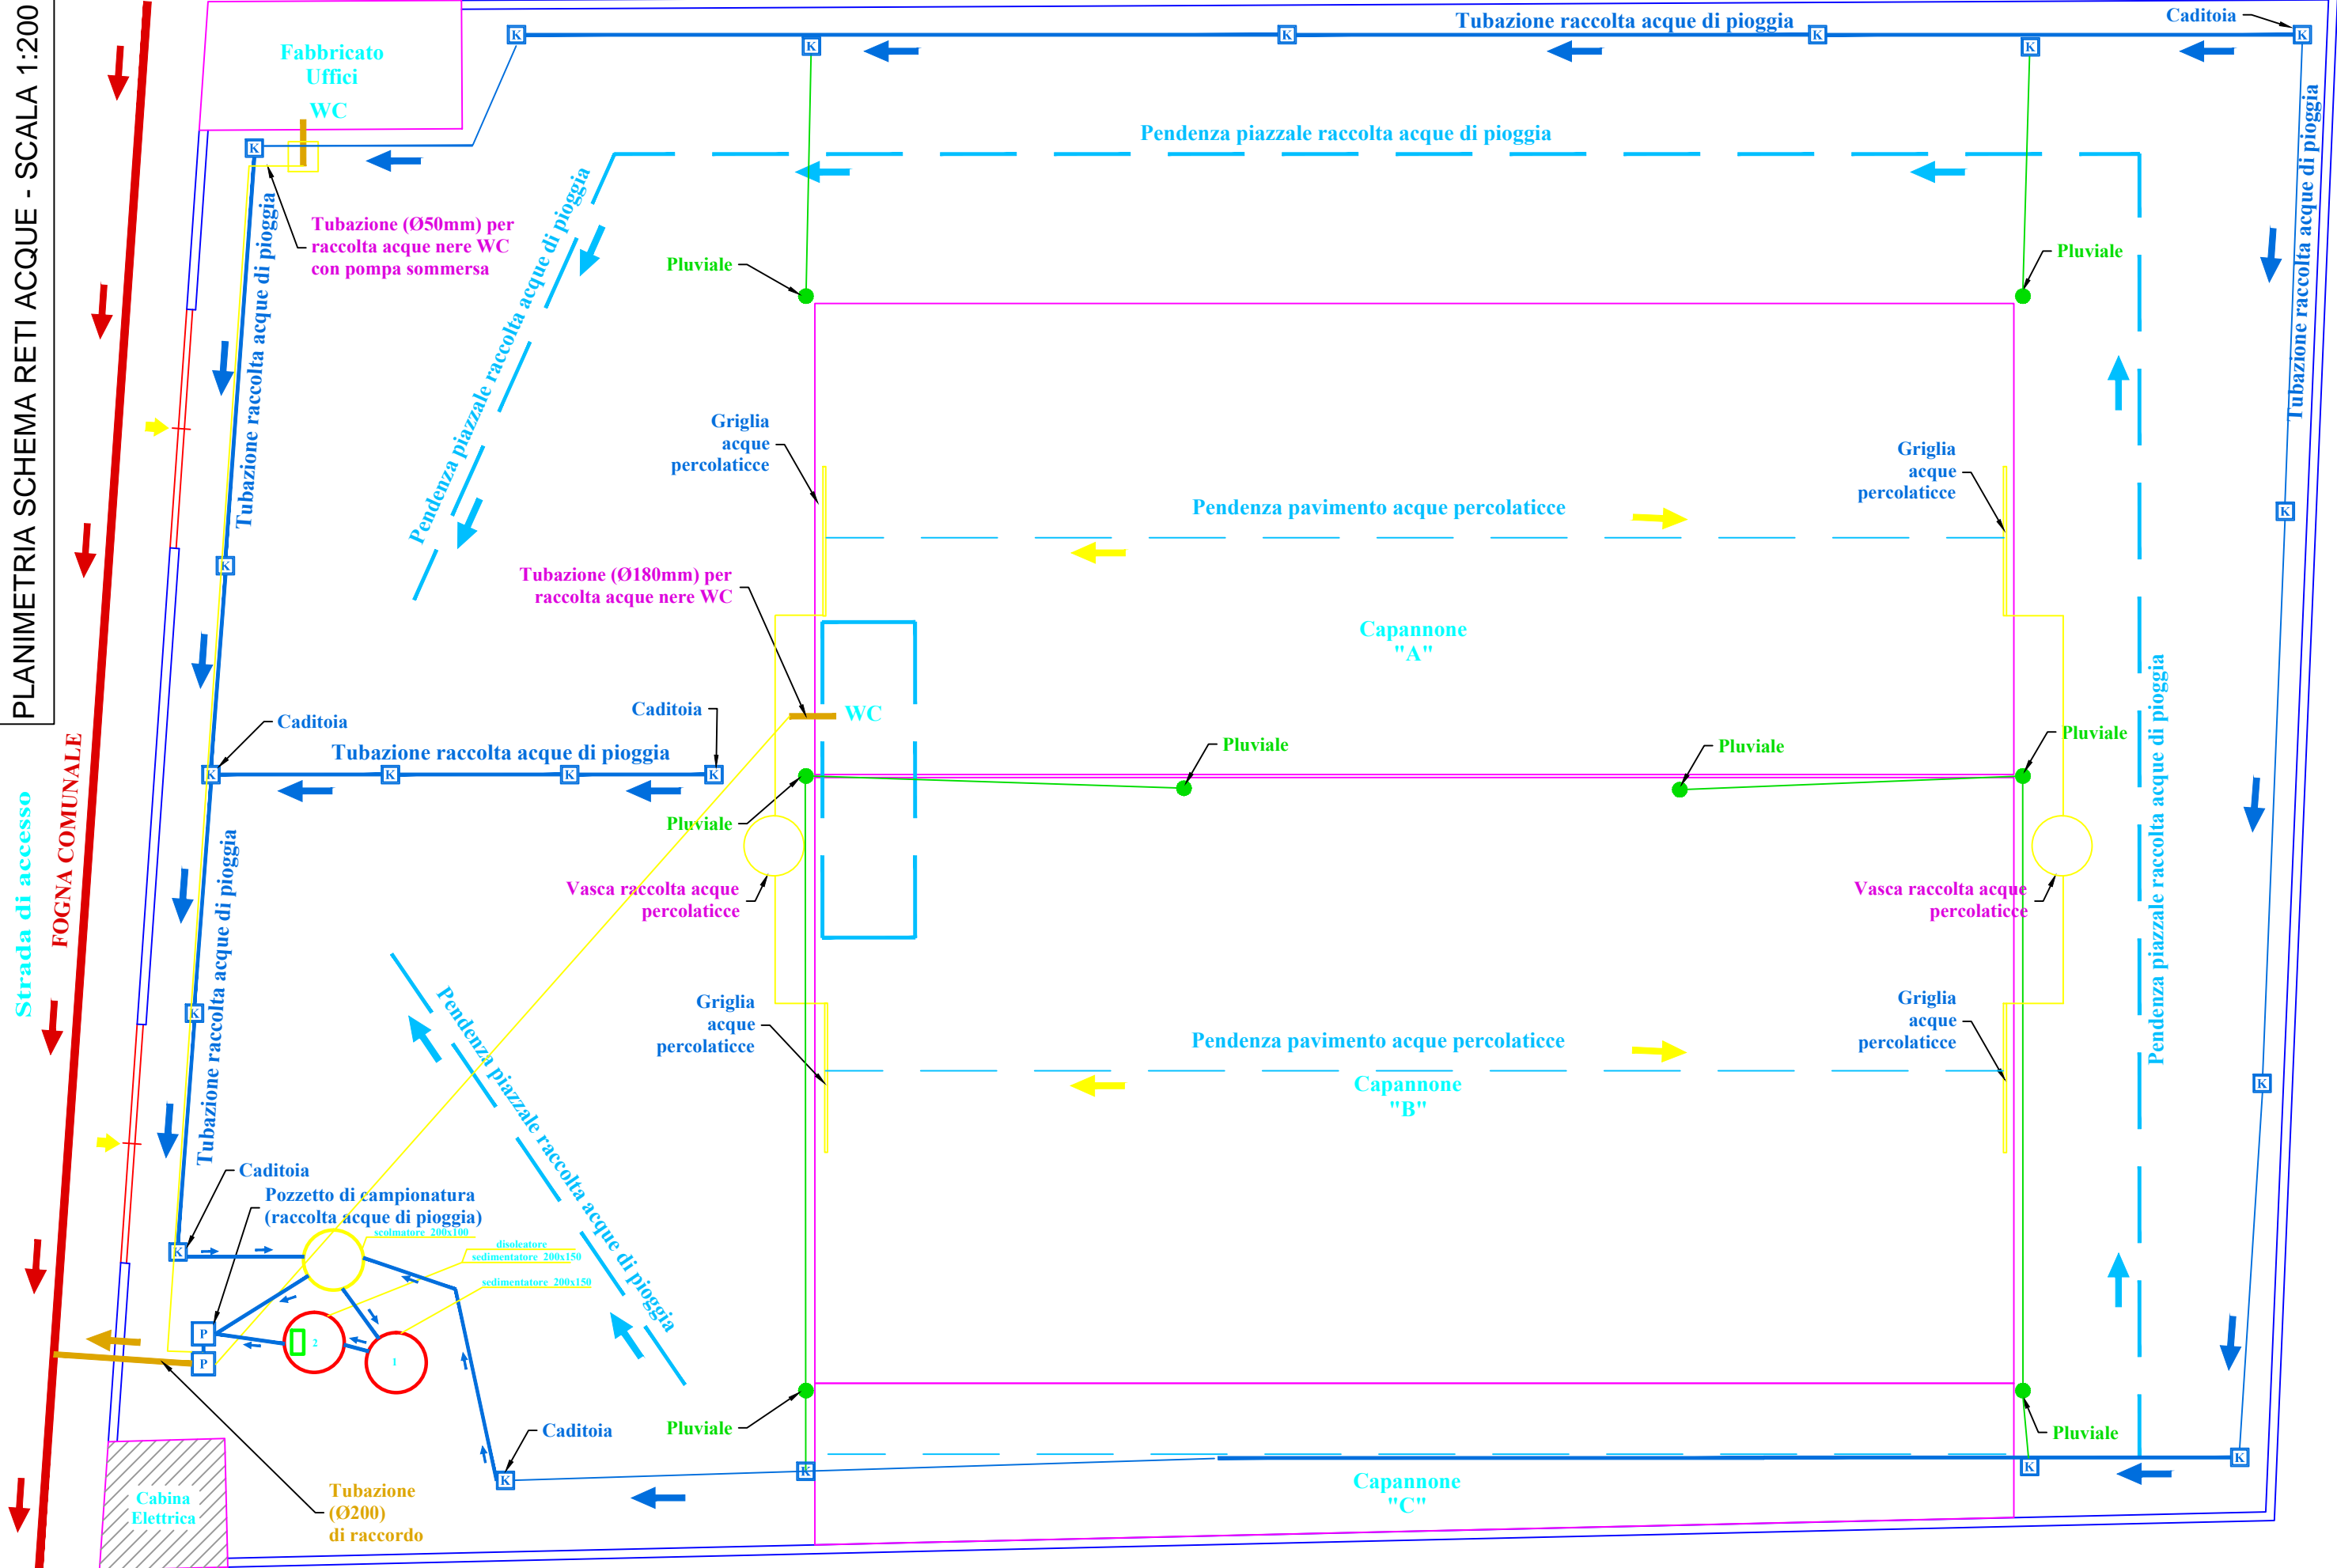 PLANIMETRIA SCHEMA RETI ACQUE - SCALA 1:200
Strada di accesso
FOGNA COMUNALE
Fabbricato
Uffici
WC
K
K
K
K
K
K
K
Tubazione raccolta acque di pioggia
Caditoia
Pendenza piazzale raccolta acque di pioggia
Tubazione raccolta acque di pioggia
Tubazione raccolta acque di pioggia
Tubazione (Ø50mm) per
raccolta acque nere WC
con pompa sommersa
Pendenza piazzale raccolta acque di pioggia
Pluviale
Pluviale
Griglia
acque
percolaticce
Griglia
acque
percolaticce
Pendenza pavimento acque percolaticce
K
K
Tubazione (Ø180mm) per
raccolta acque nere WC
Capannone
"A"
WC
Caditoia
Caditoia
Tubazione raccolta acque di pioggia
K
K
K
K
Pluviale
Pluviale
Pluviale
Pluviale
Pendenza piazzale raccolta acque di pioggia
Vasca raccolta acque
percolaticce
Vasca raccolta acque
percolaticce
Tubazione raccolta acque di pioggia
K
Pendenza piazzale raccolta acque di pioggia
Griglia
acque
percolaticce
Griglia
acque
percolaticce
Pendenza pavimento acque percolaticce
Capannone
"B"
K
Caditoia
Pozzetto di campionatura
(raccolta acque di pioggia)
scolmatore 200x100
disoleatore
sedimentatore 200x150
sedimentatore 200x150
K
P
P
2
1
Caditoia
Pluviale
Pluviale
K
K
K
K
Tubazione
(Ø200)
di raccordo
Cabina
Elettrica
Capannone
"C"